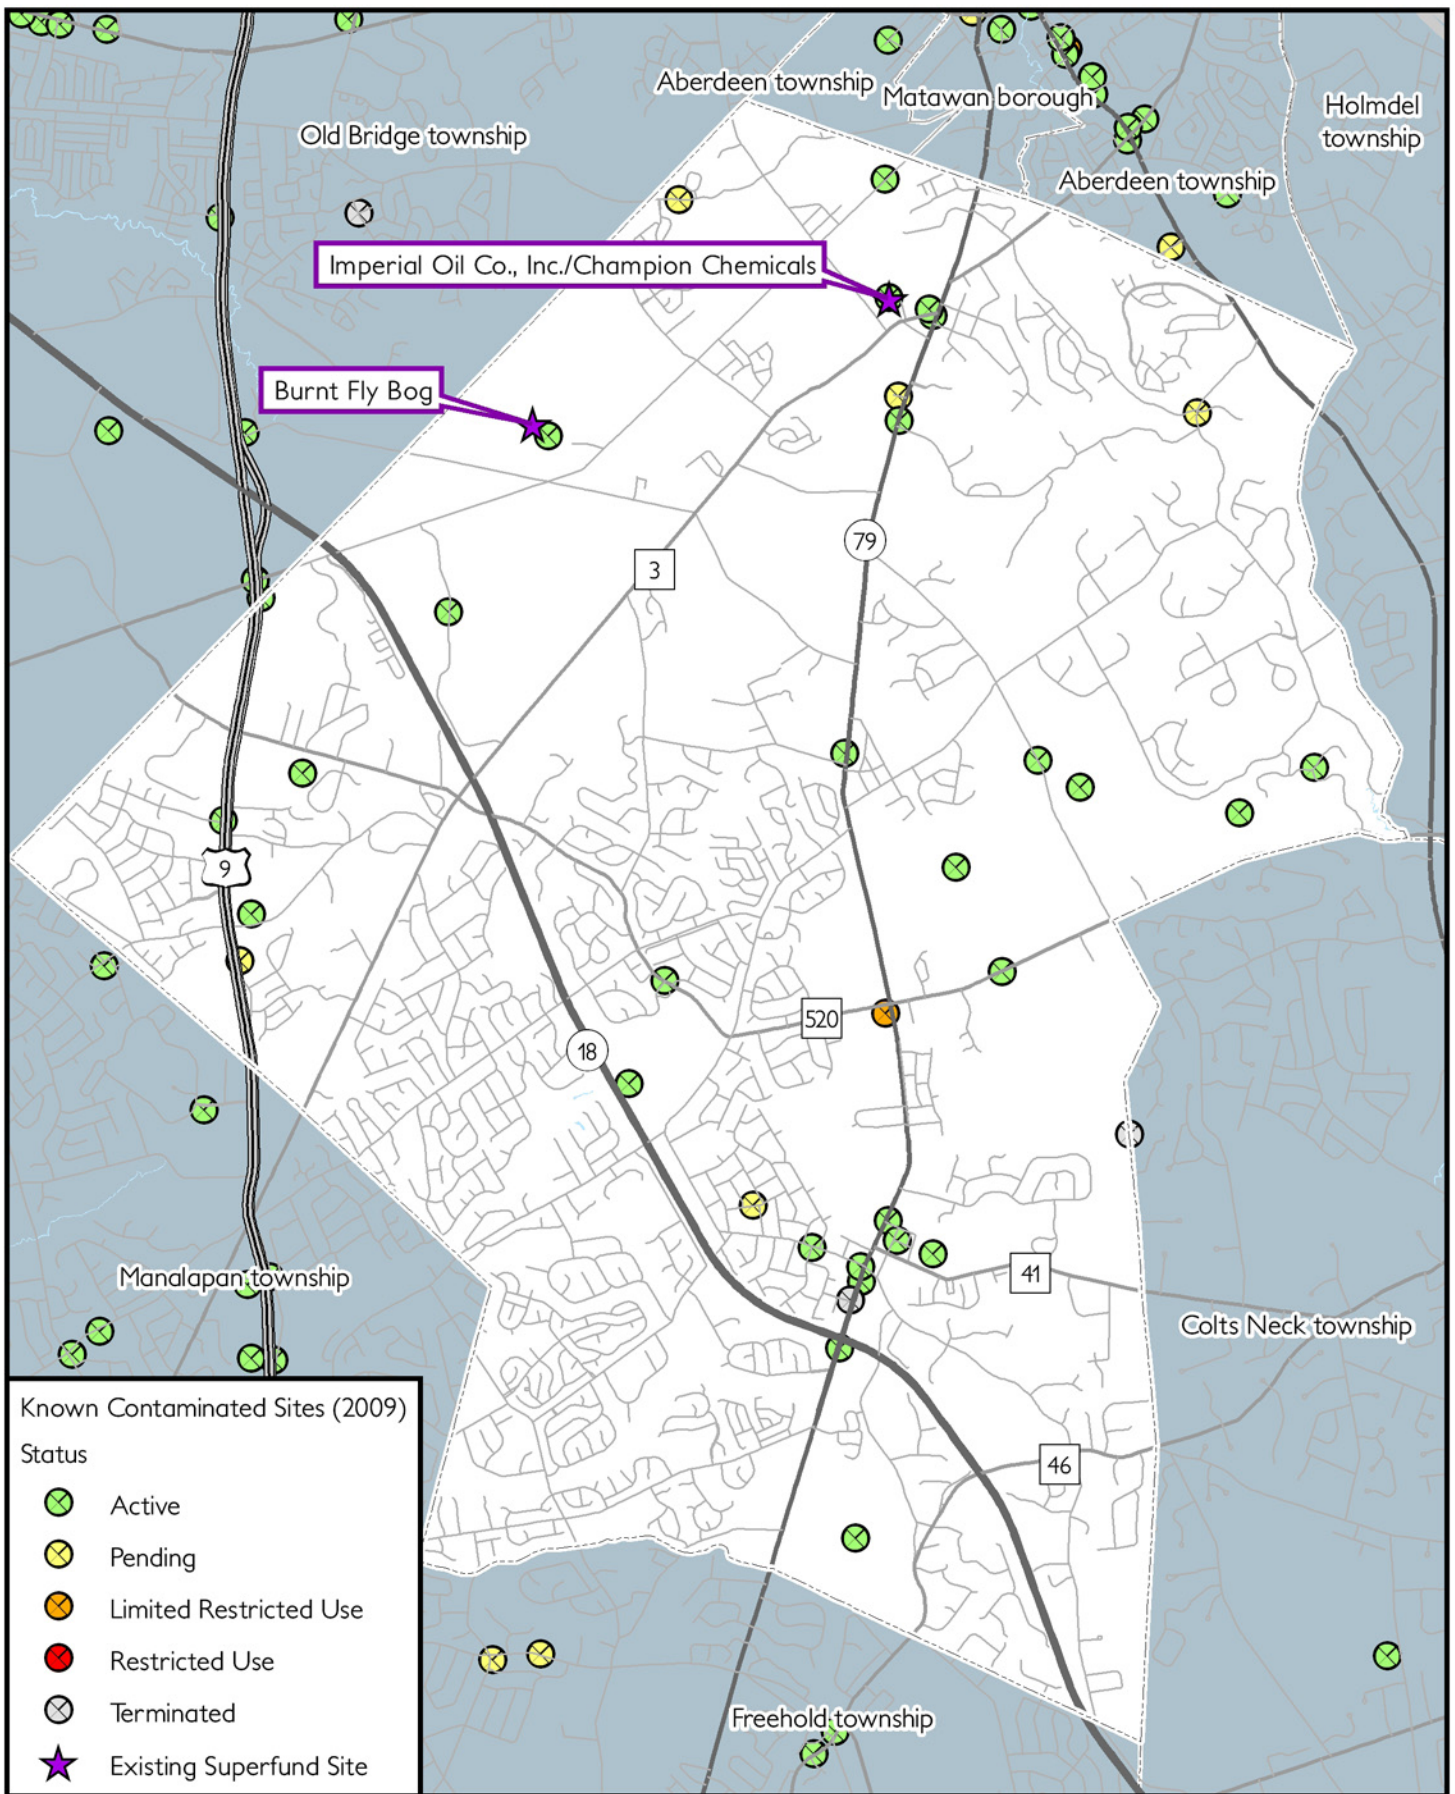 Aberdeen township
Matawan borough
Holmdel
township
Old Bridge township
Aberdeen township
Imperial Oil Co., Inc./Champion Chemicals
Burnt Fly Bog
79
3
9
520
18
Manalapan township
41
Colts Neck township
46
Freehold township
Known Contaminated Sites (2009)
Status
Active
Pending
Limited Restricted Use
Restricted Use
Terminated
Existing Superfund Site